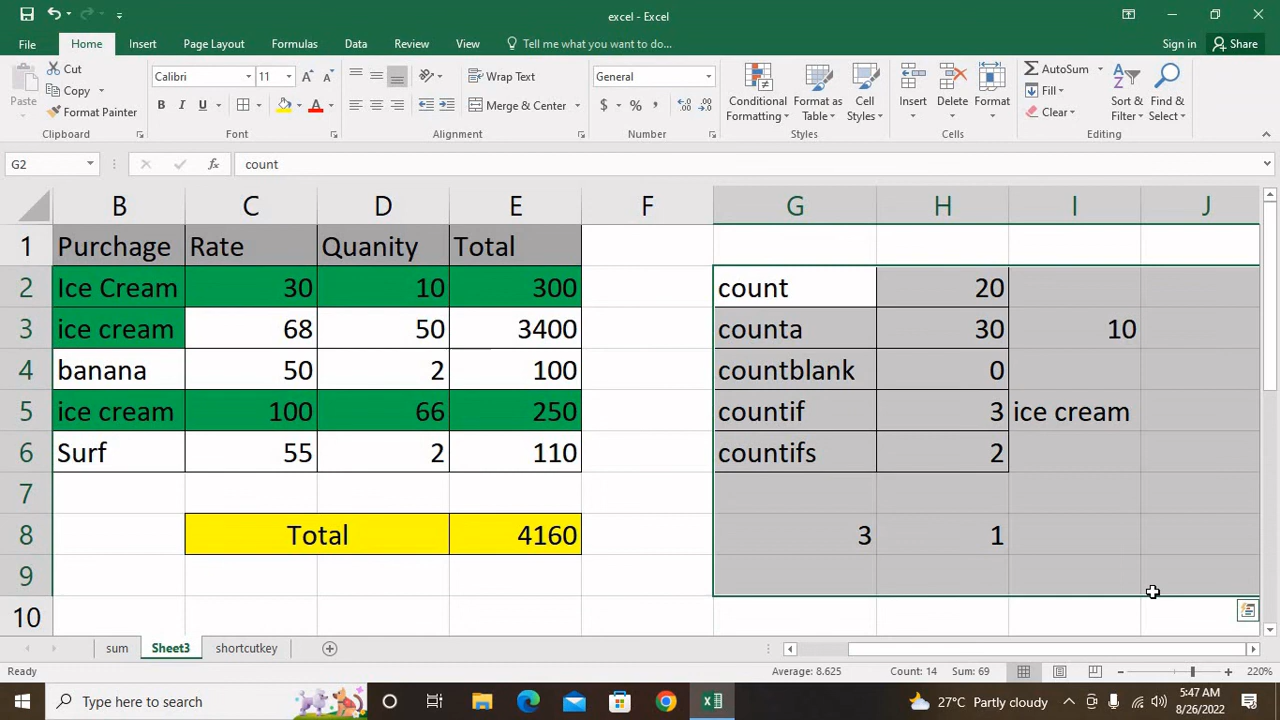 excel - Excel
File Home Insert Page Layout Formulas Data Review View Tell me what you want to do... Sign in Share
Paste Cut Calibri 11 Wrap Text General Conditional Formatting Format as Table Cell Styles Insert Delete Format AutoSum Sort & Filter Find & Select
Copy B I U Merge & Center $ % , Fill
Format Painter Clear
Clipboard Font Alignment Number Styles Cells Editing
G2 fx count
B C D E F G H I J
1 Purchage Rate Quanity Total
2 Ice Cream 30 10 300 count 20
3 ice cream 68 50 3400 counta 30 10
4 banana 50 2 100 countblank 0
5 ice cream 100 66 250 countif 3 ice cream
6 Surf 55 2 110 countifs 2
7
8 Total 4160 3 1
9
10
sum Sheet3 shortcutkey
Ready Average: 8.625 Count: 14 Sum: 69 220%
Type here to search 27°C Partly cloudy 5:47 AM
8/26/2022